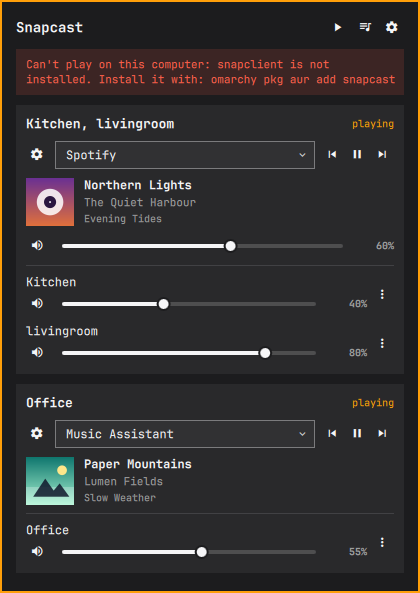 Snapcast
Can't play on this computer: snapclient is not
installed. Install it with: omarchy pkg aur add snapcast
Kitchen, livingroom playing
Spotify
Northern Lights
The Quiet Harbour
Evening Tides
60%
Kitchen
40%
livingroom
80%
Office playing
Music Assistant
Paper Mountains
Lumen Fields
Slow Weather
Office
55%